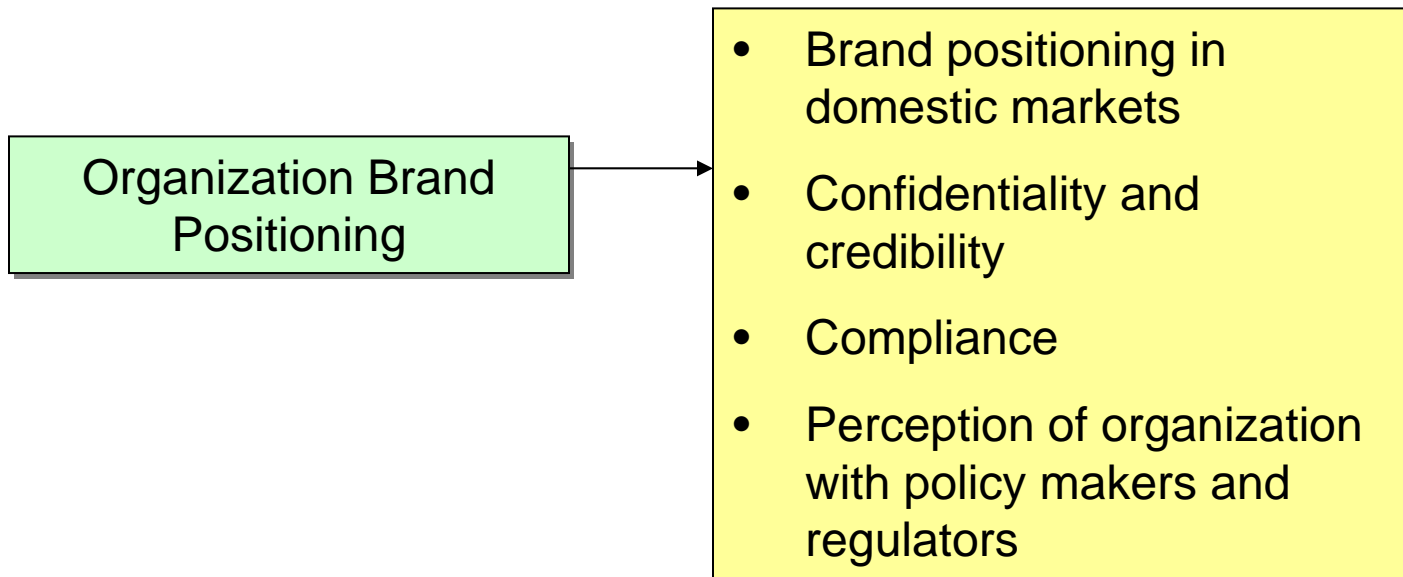 Organization Brand
Positioning
• Brand positioning in
domestic markets
• Confidentiality and
credibility
• Compliance
• Perception of organization
with policy makers and
regulators